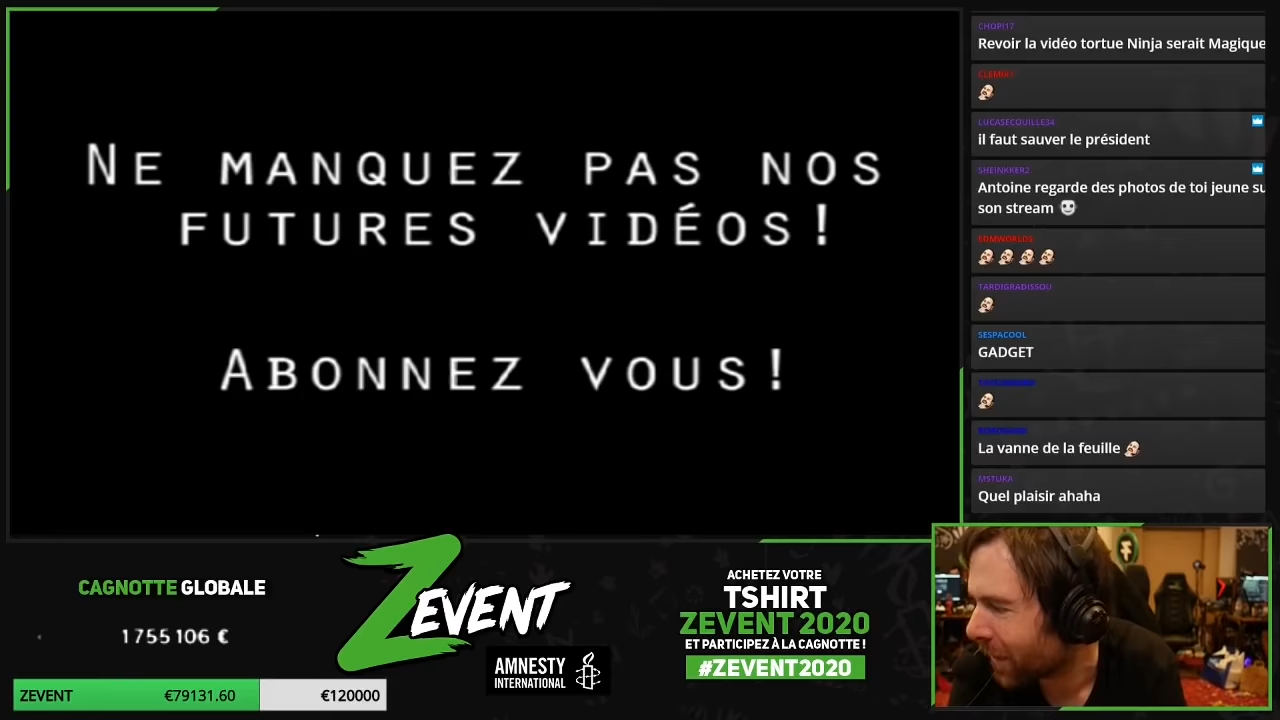 Ne manquez pas nos
futures vidéos!
Abonnez vous!
CHOPI17
Revoir la vidéo tortue Ninja serait Magique
il faut sauver le président
LUCASECOUILLE34
SHEINKRER2
Antoine regarde des photos de toi jeune su
son stream
TARDIGRADISSOU
SESPACOOL
GADGET
La vanne de la feuille
MSTUKA
Quel plaisir ahaha
CAGNOTTE GLOBALE
1 755 106 €
ZEVENT €79131.60 €120000
ZEVENT
AMNESTY
INTERNATIONAL
ACHETEZ VOTRE
TSHIRT
ZEVENT 2020
ET PARTICIPEZ À LA CAGNOTTE !
#ZEVENT2020